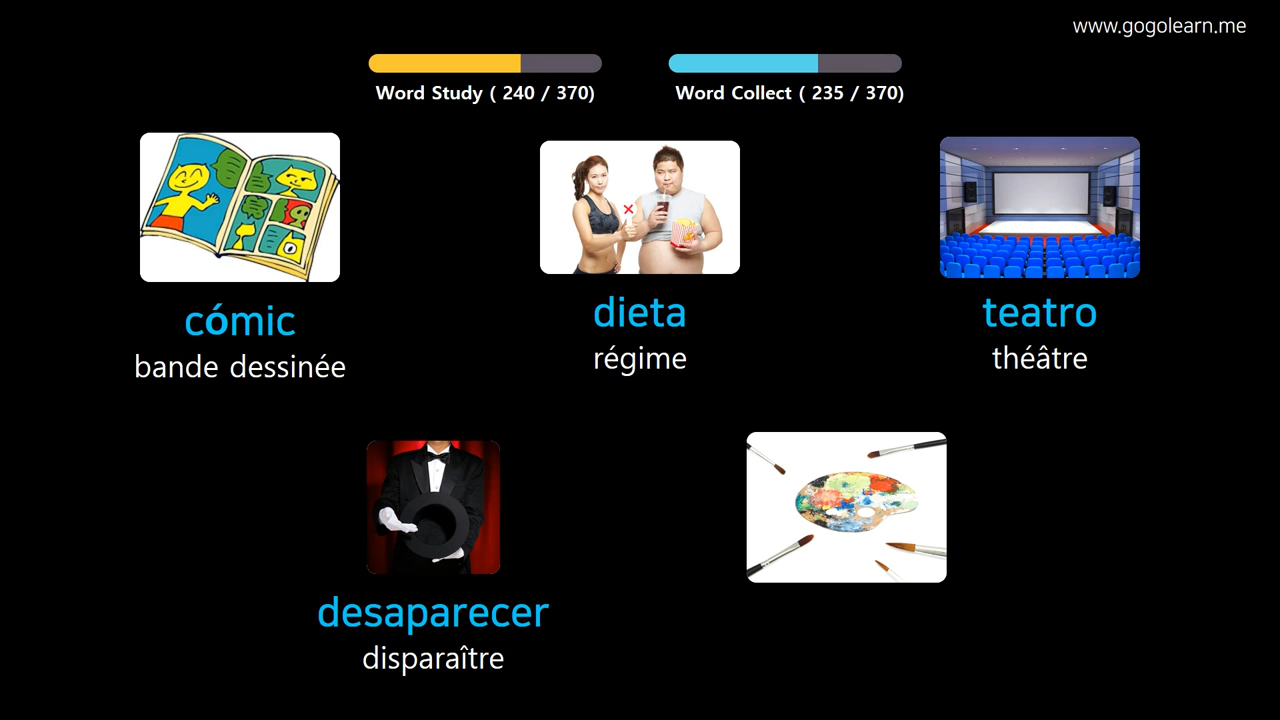 www.gogolearn.me
Word Study ( 240 / 370)
Word Collect ( 235 / 370)
cómic
bande dessinée
dieta
régime
teatro
théâtre
desaparecer
disparaître